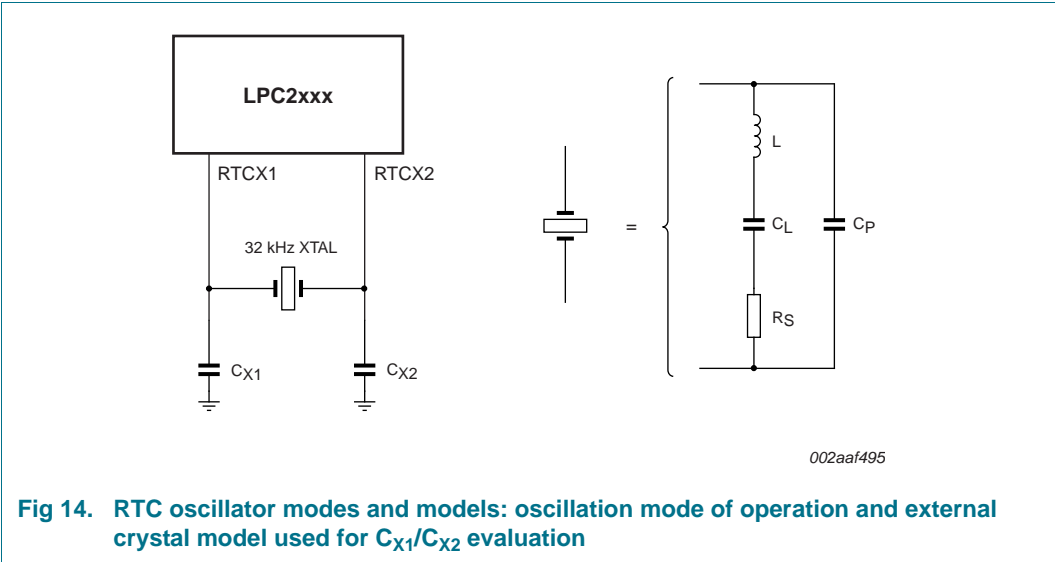 LPC2xxx
RTCX1 RTCX2
32 kHz XTAL
CX1 CX2
=
L
CL CP
RS
002aaf495
Fig 14. RTC oscillator modes and models: oscillation mode of operation and external
crystal model used for CX1/CX2 evaluation